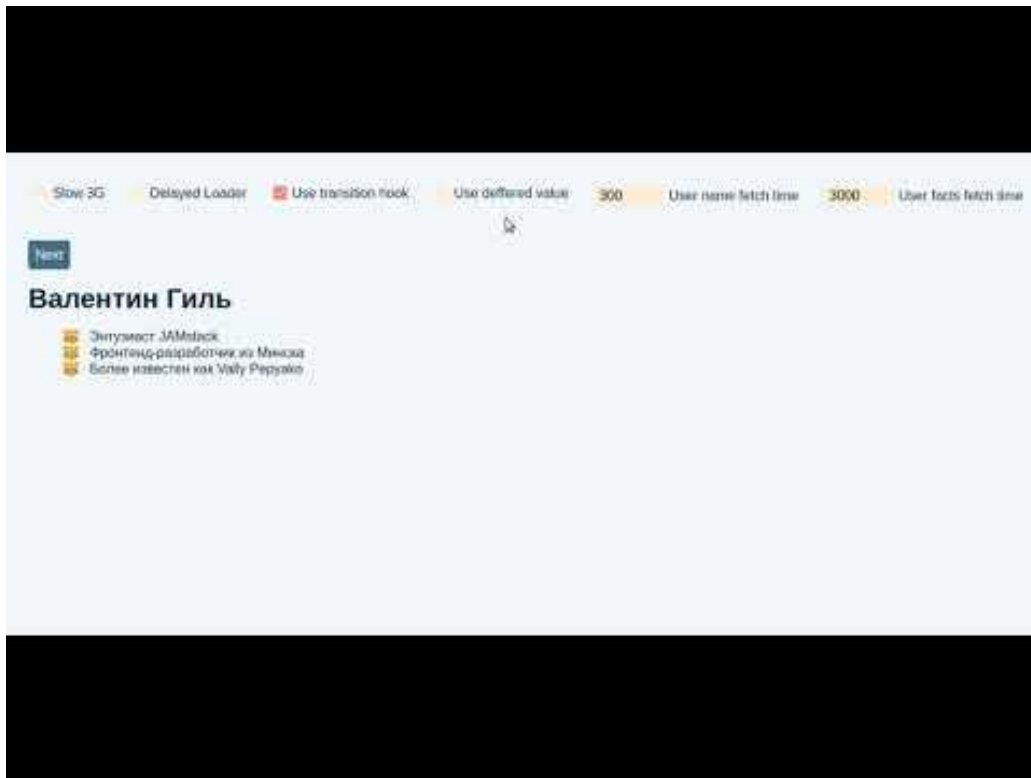 Slow 3G Delayed Loader Use transition hook Use deffered value 300 User name fetch time 3000 User facts fetch time
Next
Валентин Гиль
Энтузиаст JAMstack
Фронтенд-разработчик из Минска
Более известен как Vally Pepyako